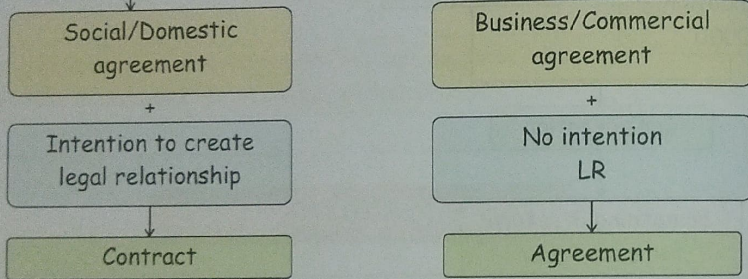 Social/Domestic
agreement
+
Intention to create
legal relationship
Contract
Business/Commercial
agreement
+
No intention
LR
Agreement